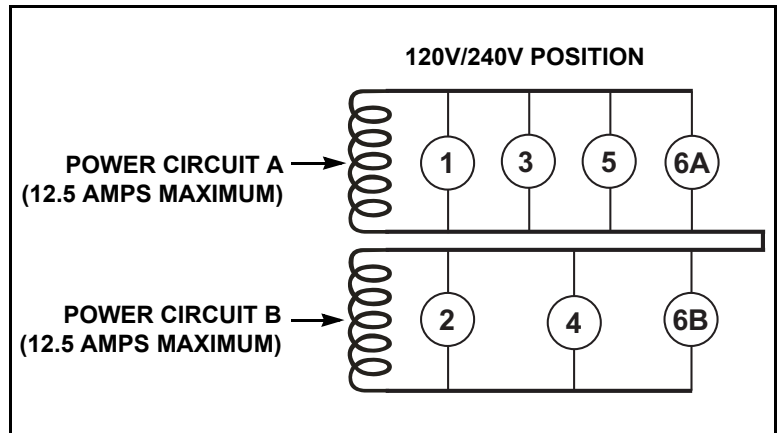 120V/240V POSITION
POWER CIRCUIT A
(12.5 AMPS MAXIMUM)
1 3 5 6A
POWER CIRCUIT B
(12.5 AMPS MAXIMUM)
2 4 6B